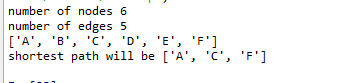 number of nodes 6
number of edges 5
['A', 'B', 'C', 'D', 'E', 'F']
shortest path will be ['A', 'C', 'F']